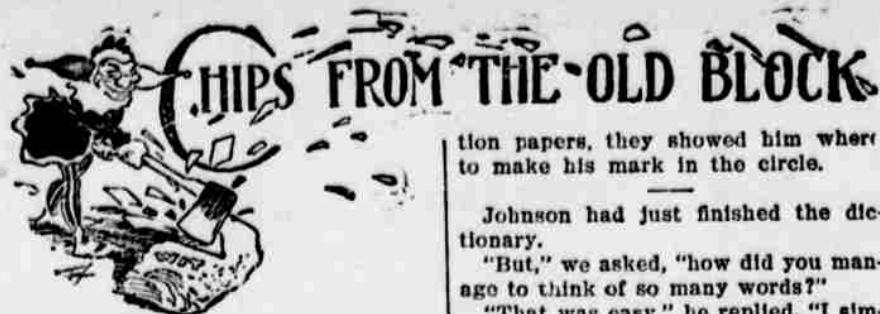 CHIPS FROM THE OLD BLOCK
tion papers, they showed him where
to make his mark in the circle.
Johnson had just finished the dic-
tionary.
"But," we asked, "how did you man-
age to think of so many words?"
"That was easy," he replied. "I sim-